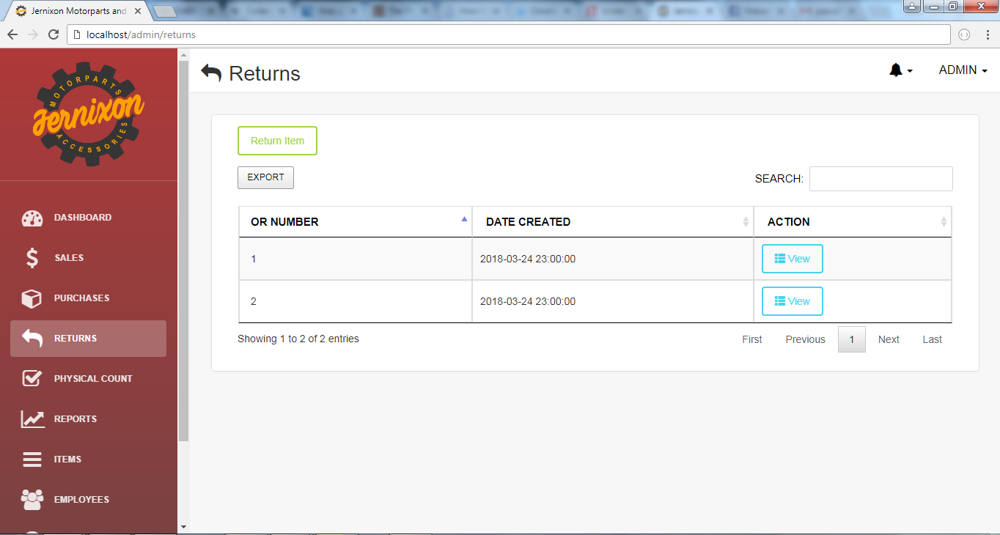 Jernixon Motorparts and
localhost/admin/returns
MOTORPARTS
Jernixon
ACCESSORIES
Returns
ADMIN
DASHBOARD
SALES
PURCHASES
RETURNS
PHYSICAL COUNT
REPORTS
ITEMS
EMPLOYEES
Return Item
EXPORT
SEARCH:
OR NUMBER DATE CREATED ACTION
1 2018-03-24 23:00:00 View
2 2018-03-24 23:00:00 View
Showing 1 to 2 of 2 entries
First Previous 1 Next Last